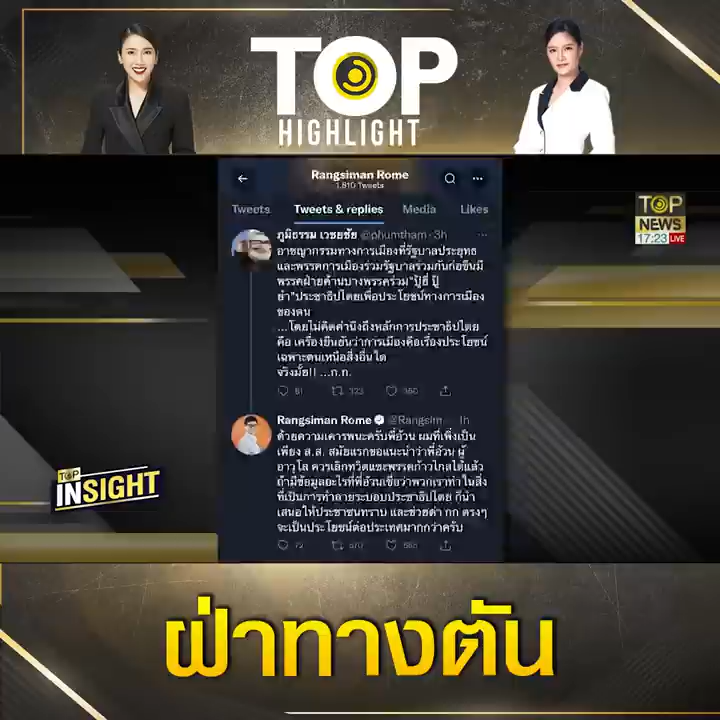 TOP
HIGHLIGHT
Rangsiman Rome
1,810 Tweets
Tweets
Tweets & replies
Media
Likes
TOP
NEWS
17:23 LIVE
ภูมิธรรม เวชยชัย @phumtham · 3h
อาชญากรรมทางการเมืองที่รัฐบาลประยุทธ
และพรรคการเมืองร่วมรัฐบาลร่วมกันก่อขึ้นมี
พรรคฝ่ายค้านบางพรรคร่วม"ปู้ยี่ ปู้
ยำ"ประชาธิปไตยเพื่อประโยชน์ทางการเมือง
ของตน
...โดยไม่คิดคำนึงถึงหลักการประชาธิปไตย
คือ เครื่องยืนยันว่าการเมืองคือเรื่องประโยชน์
เฉพาะตนเหนือสิ่งอื่นใด
จริงมั้ย!! ...ก.ก.
61
323
360
Rangsiman Rome @Rangsim 1h
ด้วยความเคารพนะครับพี่อ้วน ผมที่เพิ่งเป็น
เพียง ส.ส. สมัยแรกขอแนะนำว่าพี่อ้วน ผู้
อาวุโส ควรเลิกทวิตแซะพรรคก้าวไกลได้แล้ว
ถ้ามีข้อมูลอะไรที่พี่อ้วนเชื่อว่าพวกเราทำในสิ่ง
ที่เป็นการทำลายระบอบประชาธิปไตย ก็นำ
เสนอให้ประชาชนทราบ และช่วยด่า กก ตรงๆ
จะเป็นประโยชน์ต่อประเทศมากกว่าครับ
72
570
665
TOP
INSIGHT
ฝ่าทางตัน